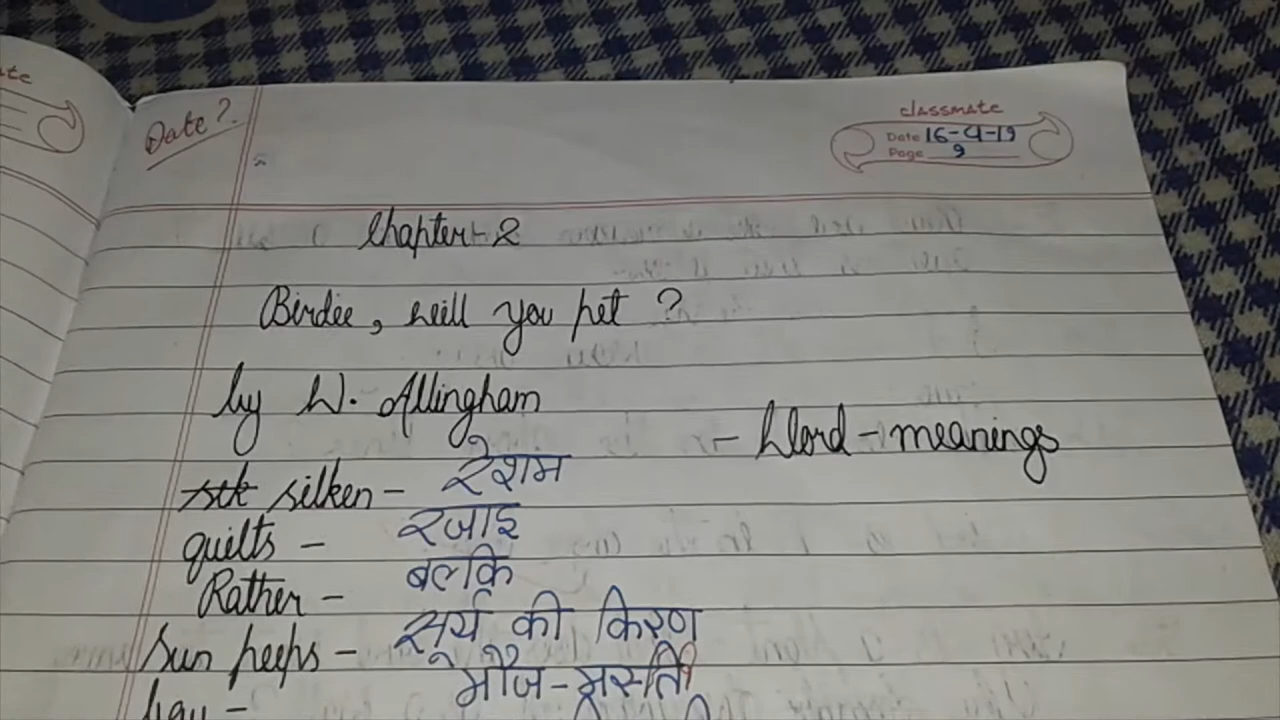 Date?
classmate
Date 16-4-19
Page 9
Chapter-2
Birdie, will you pet ?
by W. Allingham
- Word-meanings
silken - रेशम
quilts - रजाइ
Rather - बल्कि
Sun peeps - सूर्य की किरण
मौज-मस्ती